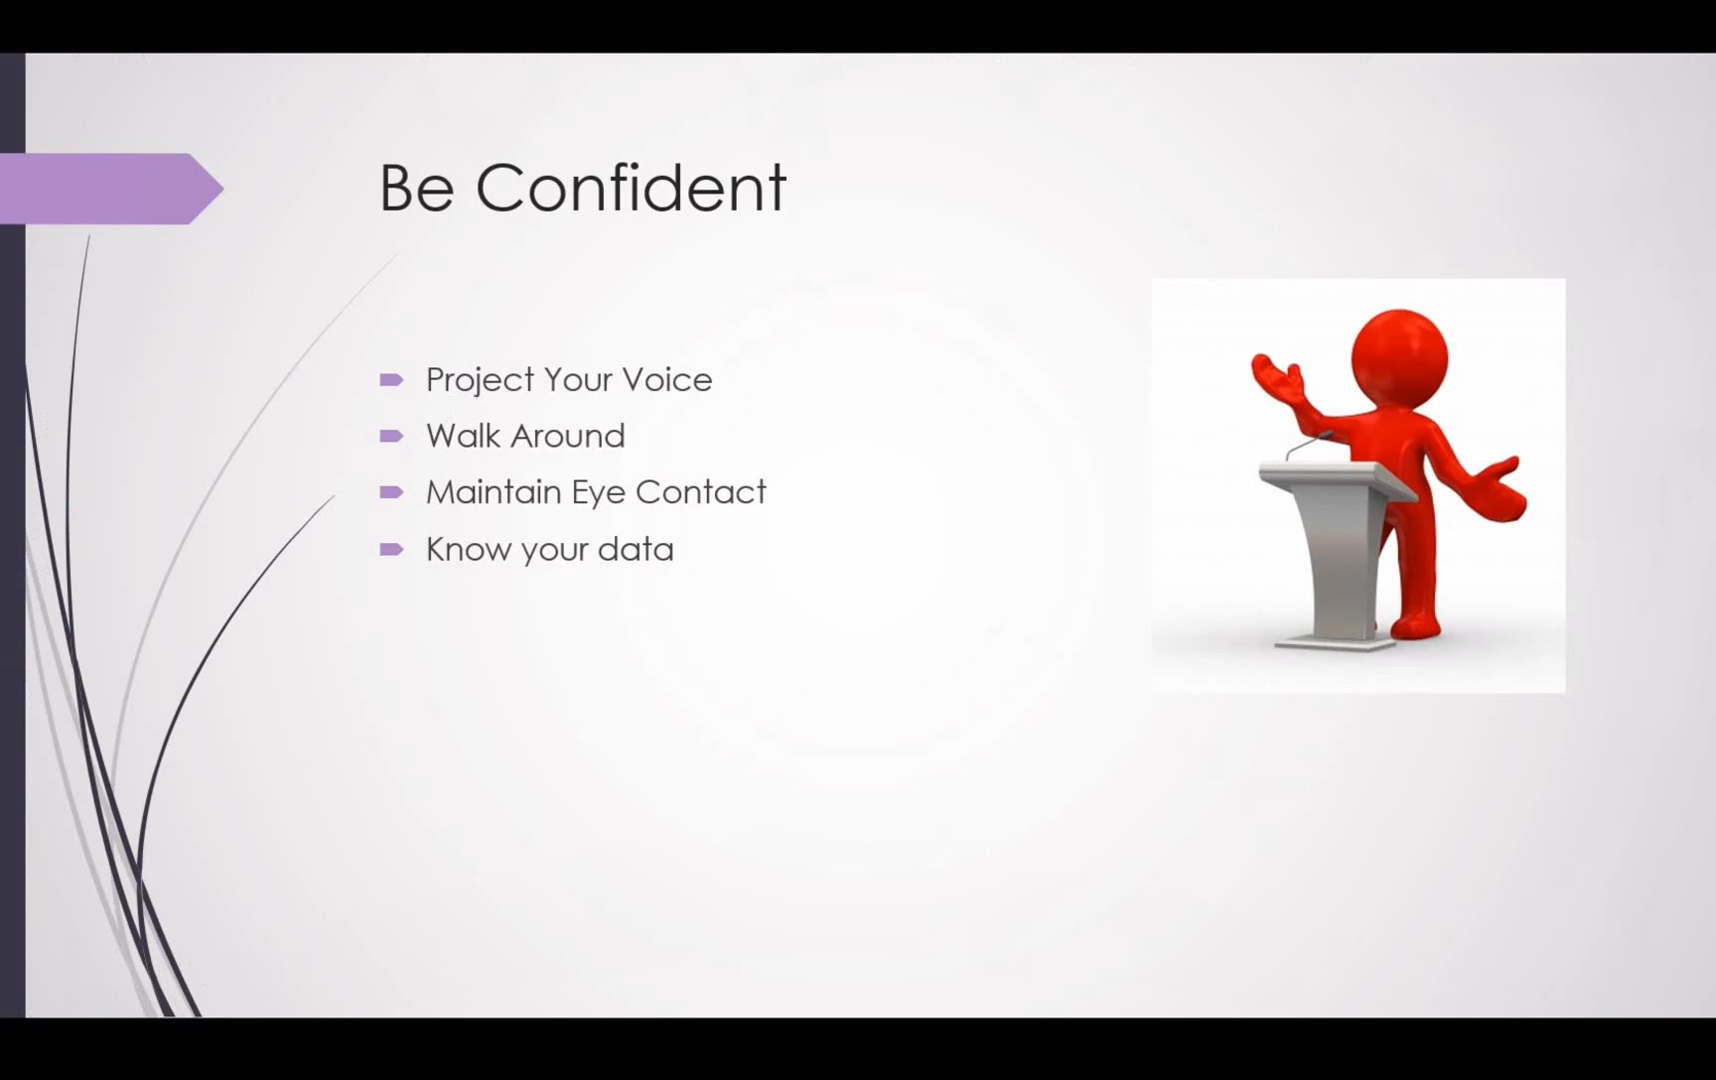 Be Confident
Project Your Voice
Walk Around
Maintain Eye Contact
Know your data